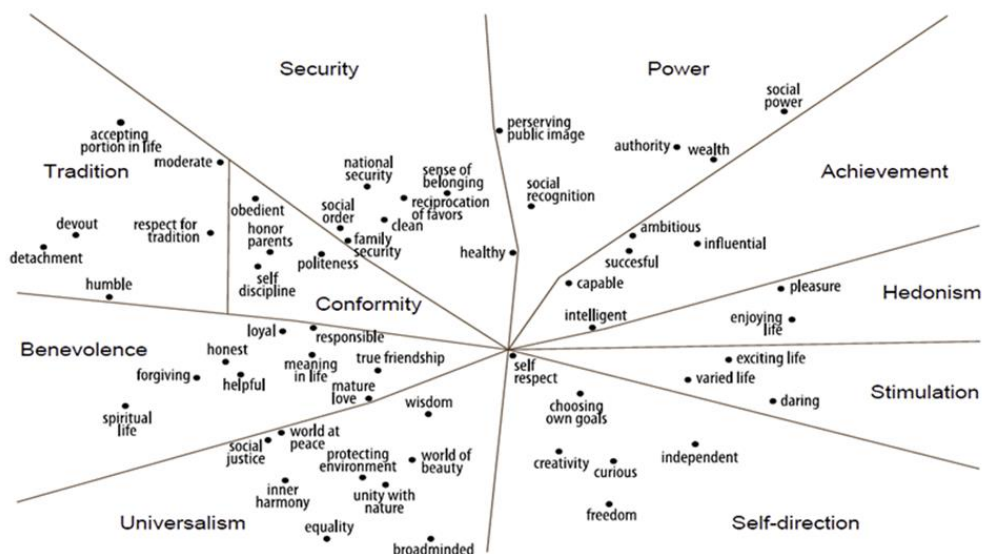 Security
Power
social
power
perserving
public image
accepting
portion in life
authority
wealth
moderate
Tradition
national
security
sense of
belonging
Achievement
social
recognition
obedient
social
order
reciprocation
of favors
clean
devout
respect for
tradition
honor
parents
family
security
ambitious
influential
detachment
politeness
healthy
succesful
self
discipline
humble
capable
pleasure
Hedonism
Conformity
intelligent
enjoying
life
loyal
responsible
Benevolence
honest
meaning
in life
true friendship
self
respect
exciting life
forgiving
helpful
varied life
Stimulation
mature
love
wisdom
choosing
own goals
daring
spiritual
life
world at
peace
social
justice
protecting
environment
world of
beauty
creativity
curious
independent
inner
harmony
unity with
nature
Universalism
equality
freedom
Self-direction
broadminded